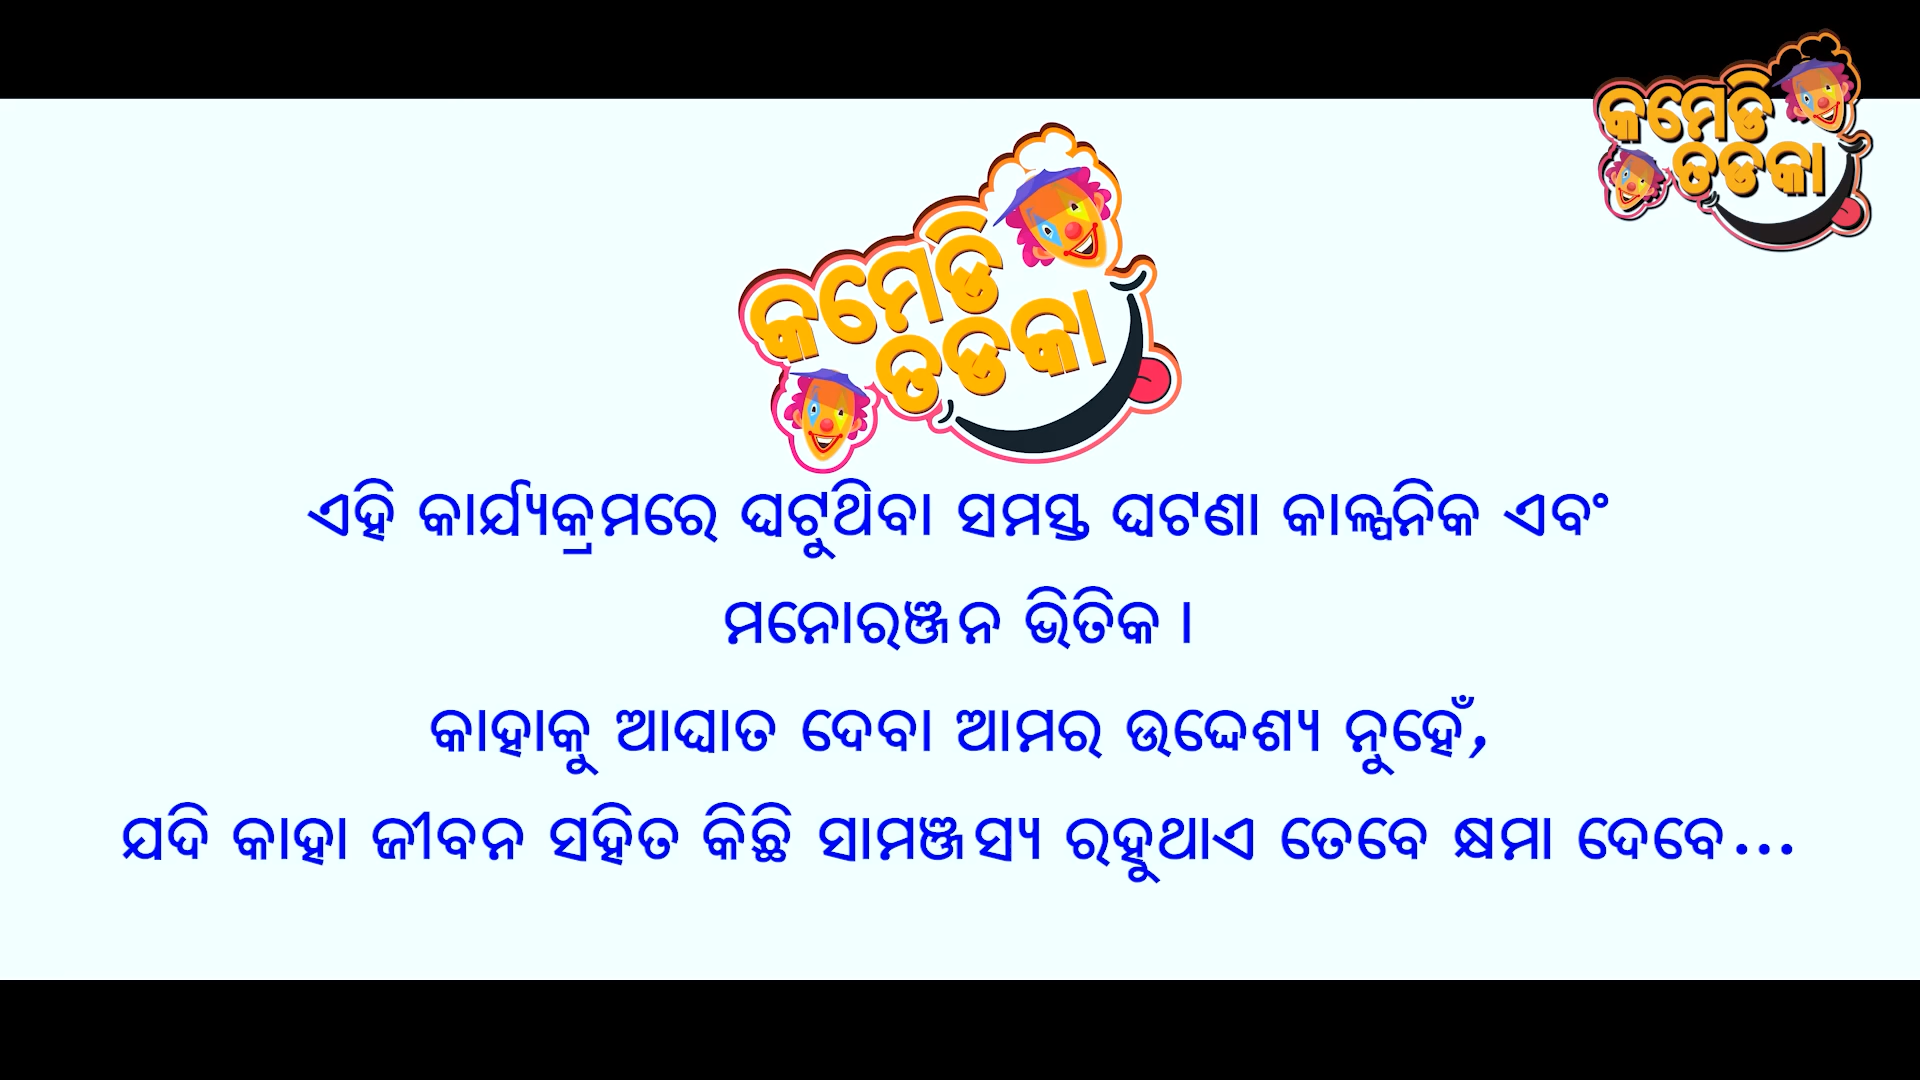 କମେଡି
ତଡକା
କମେଡି
ତଡକା
ଏହି କାର୍ଯ୍ୟକ୍ରମରେ ଘଟୁଥିବା ସମସ୍ତ ଘଟଣା କାଳ୍ପନିକ ଏବଂ
ମନୋରଞ୍ଜନ ଭିତିକ ।
କାହାକୁ ଆଘାତ ଦେବା ଆମର ଉଦ୍ଦେଶ୍ୟ ନୁହେଁ,
ଯଦି କାହା ଜୀବନ ସହିତ କିଛି ସାମଞ୍ଜସ୍ୟ ରହୁଥାଏ ତେବେ କ୍ଷମା ଦେବେ...